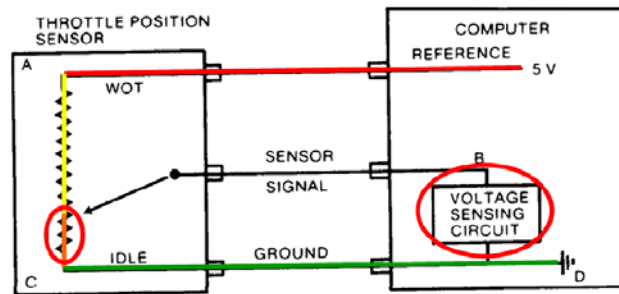 THROTTLE POSITION
SENSOR
COMPUTER
A
REFERENCE
WOT
5 V
SENSOR
B
SIGNAL
VOLTAGE
SENSING
CIRCUIT
IDLE
GROUND
C
D